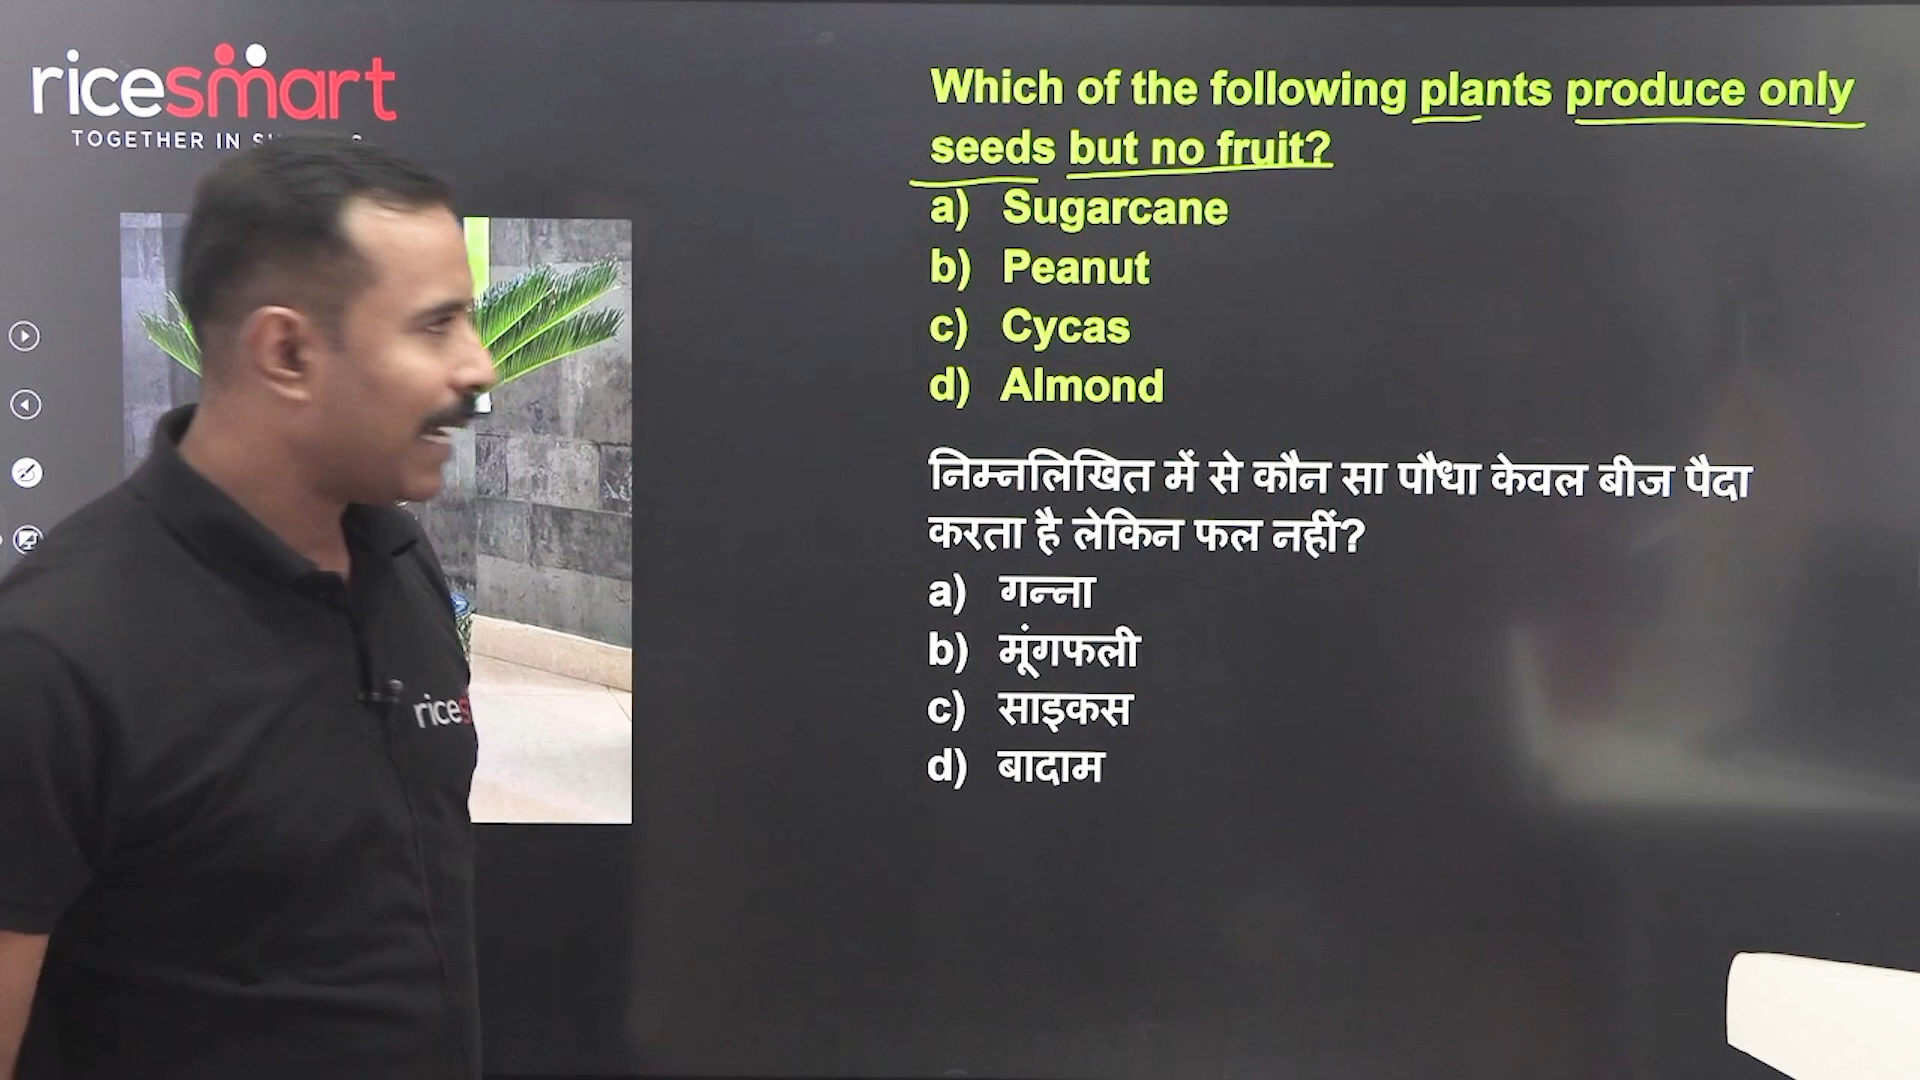 ricesmart
TOGETHER IN
Which of the following plants produce only
seeds but no fruit?
a) Sugarcane
b) Peanut
c) Cycas
d) Almond
निम्नलिखित में से कौन सा पौधा केवल बीज पैदा
करता है लेकिन फल नहीं?
a) गन्ना
b) मूंगफली
c) साइकस
d) बादाम
rices